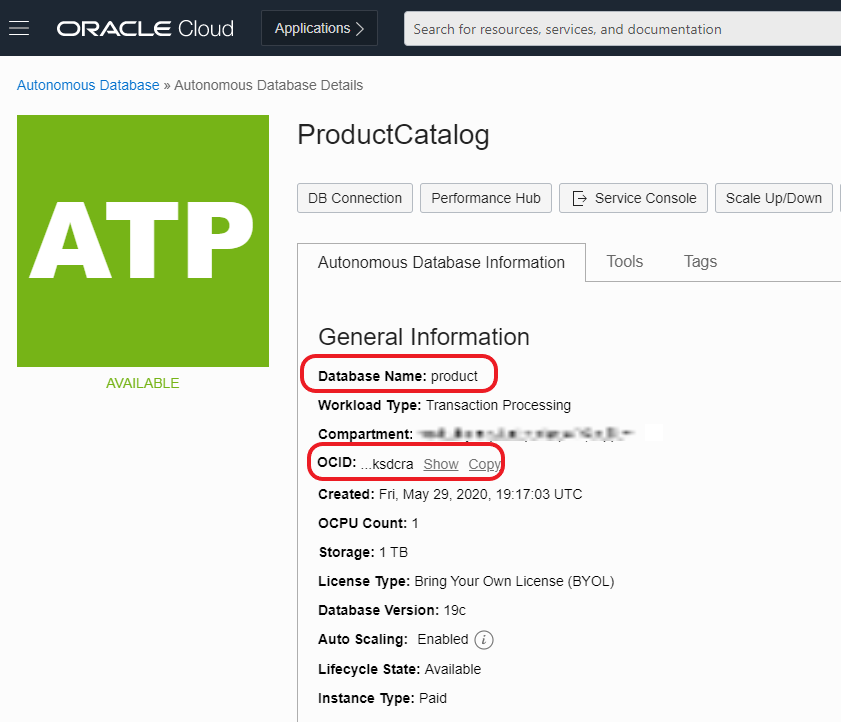 ORACLE Cloud Applications Search for resources, services, and documentation
Autonomous Database » Autonomous Database Details
ATP
AVAILABLE
ProductCatalog
DB Connection Performance Hub Service Console Scale Up/Down
Autonomous Database Information Tools Tags
General Information
Database Name: product
Workload Type: Transaction Processing
Compartment:
OCID: ...ksdcra Show Copy
Created: Fri, May 29, 2020, 19:17:03 UTC
OCPU Count: 1
Storage: 1 TB
License Type: Bring Your Own License (BYOL)
Database Version: 19c
Auto Scaling: Enabled i
Lifecycle State: Available
Instance Type: Paid